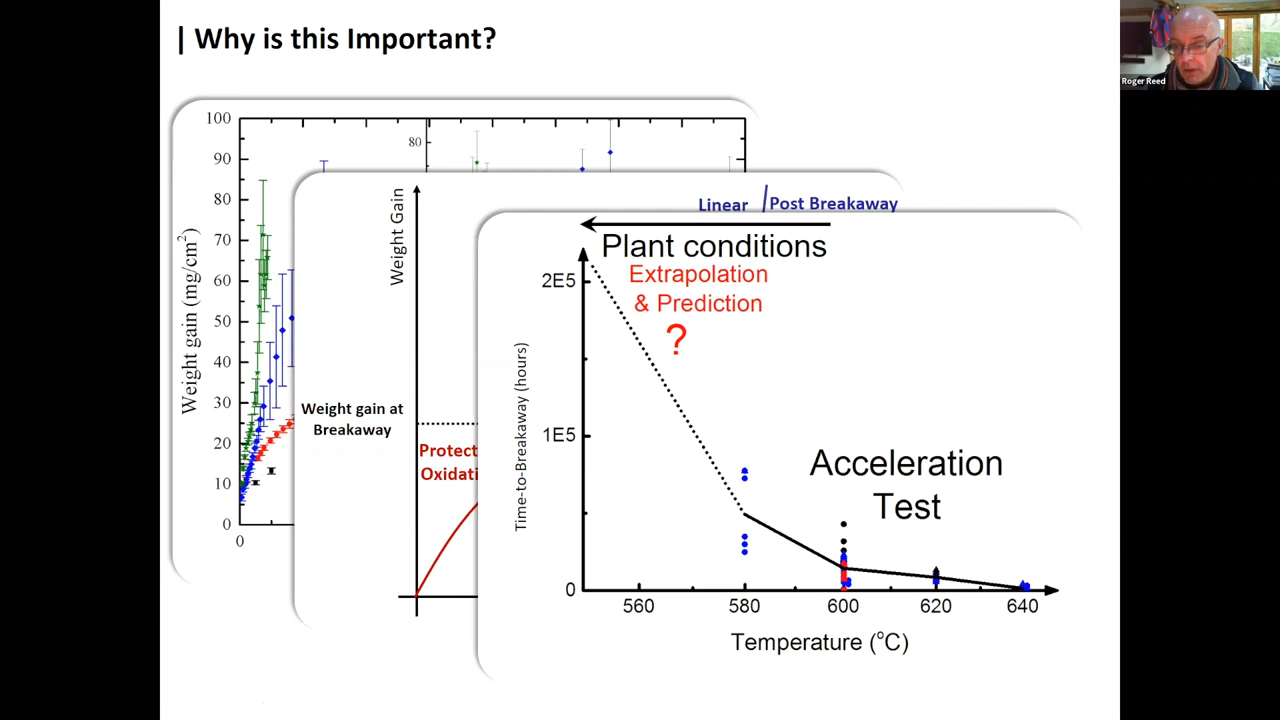 | Why is this Important?
Roger Reed
100
90
80
70
60
50
40
30
20
10
0
0
Weight gain (mg/cm2)
80
Weight Gain
Weight gain at
Breakaway
Linear
Post Breakaway
Plant conditions
Extrapolation
& Prediction
?
2E5
1E5
0
Time-to-Breakaway (hours)
Acceleration
Test
560 580 600 620 640
Temperature (oC)